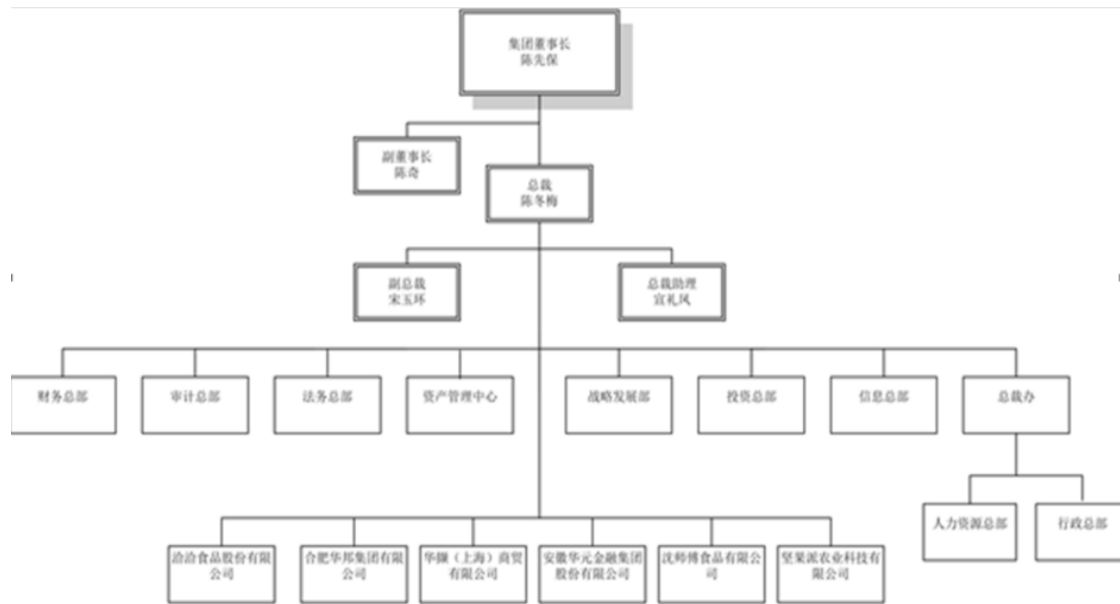 集团董事长
陈先保
副董事长
陈奇
总裁
陈冬梅
副总裁
宋玉环
总裁助理
宣礼凤
财务总部
审计总部
法务总部
资产管理中心
战略发展部
投资总部
信息总部
总裁办
人力资源总部
行政总部
洽洽食品股份有限
公司
合肥华邦集团有限
公司
华撷(上海)商贸
有限公司
安徽华元金融集团
股份有限公司
沈师傅食品有限公
司
坚果派农业科技有
限公司